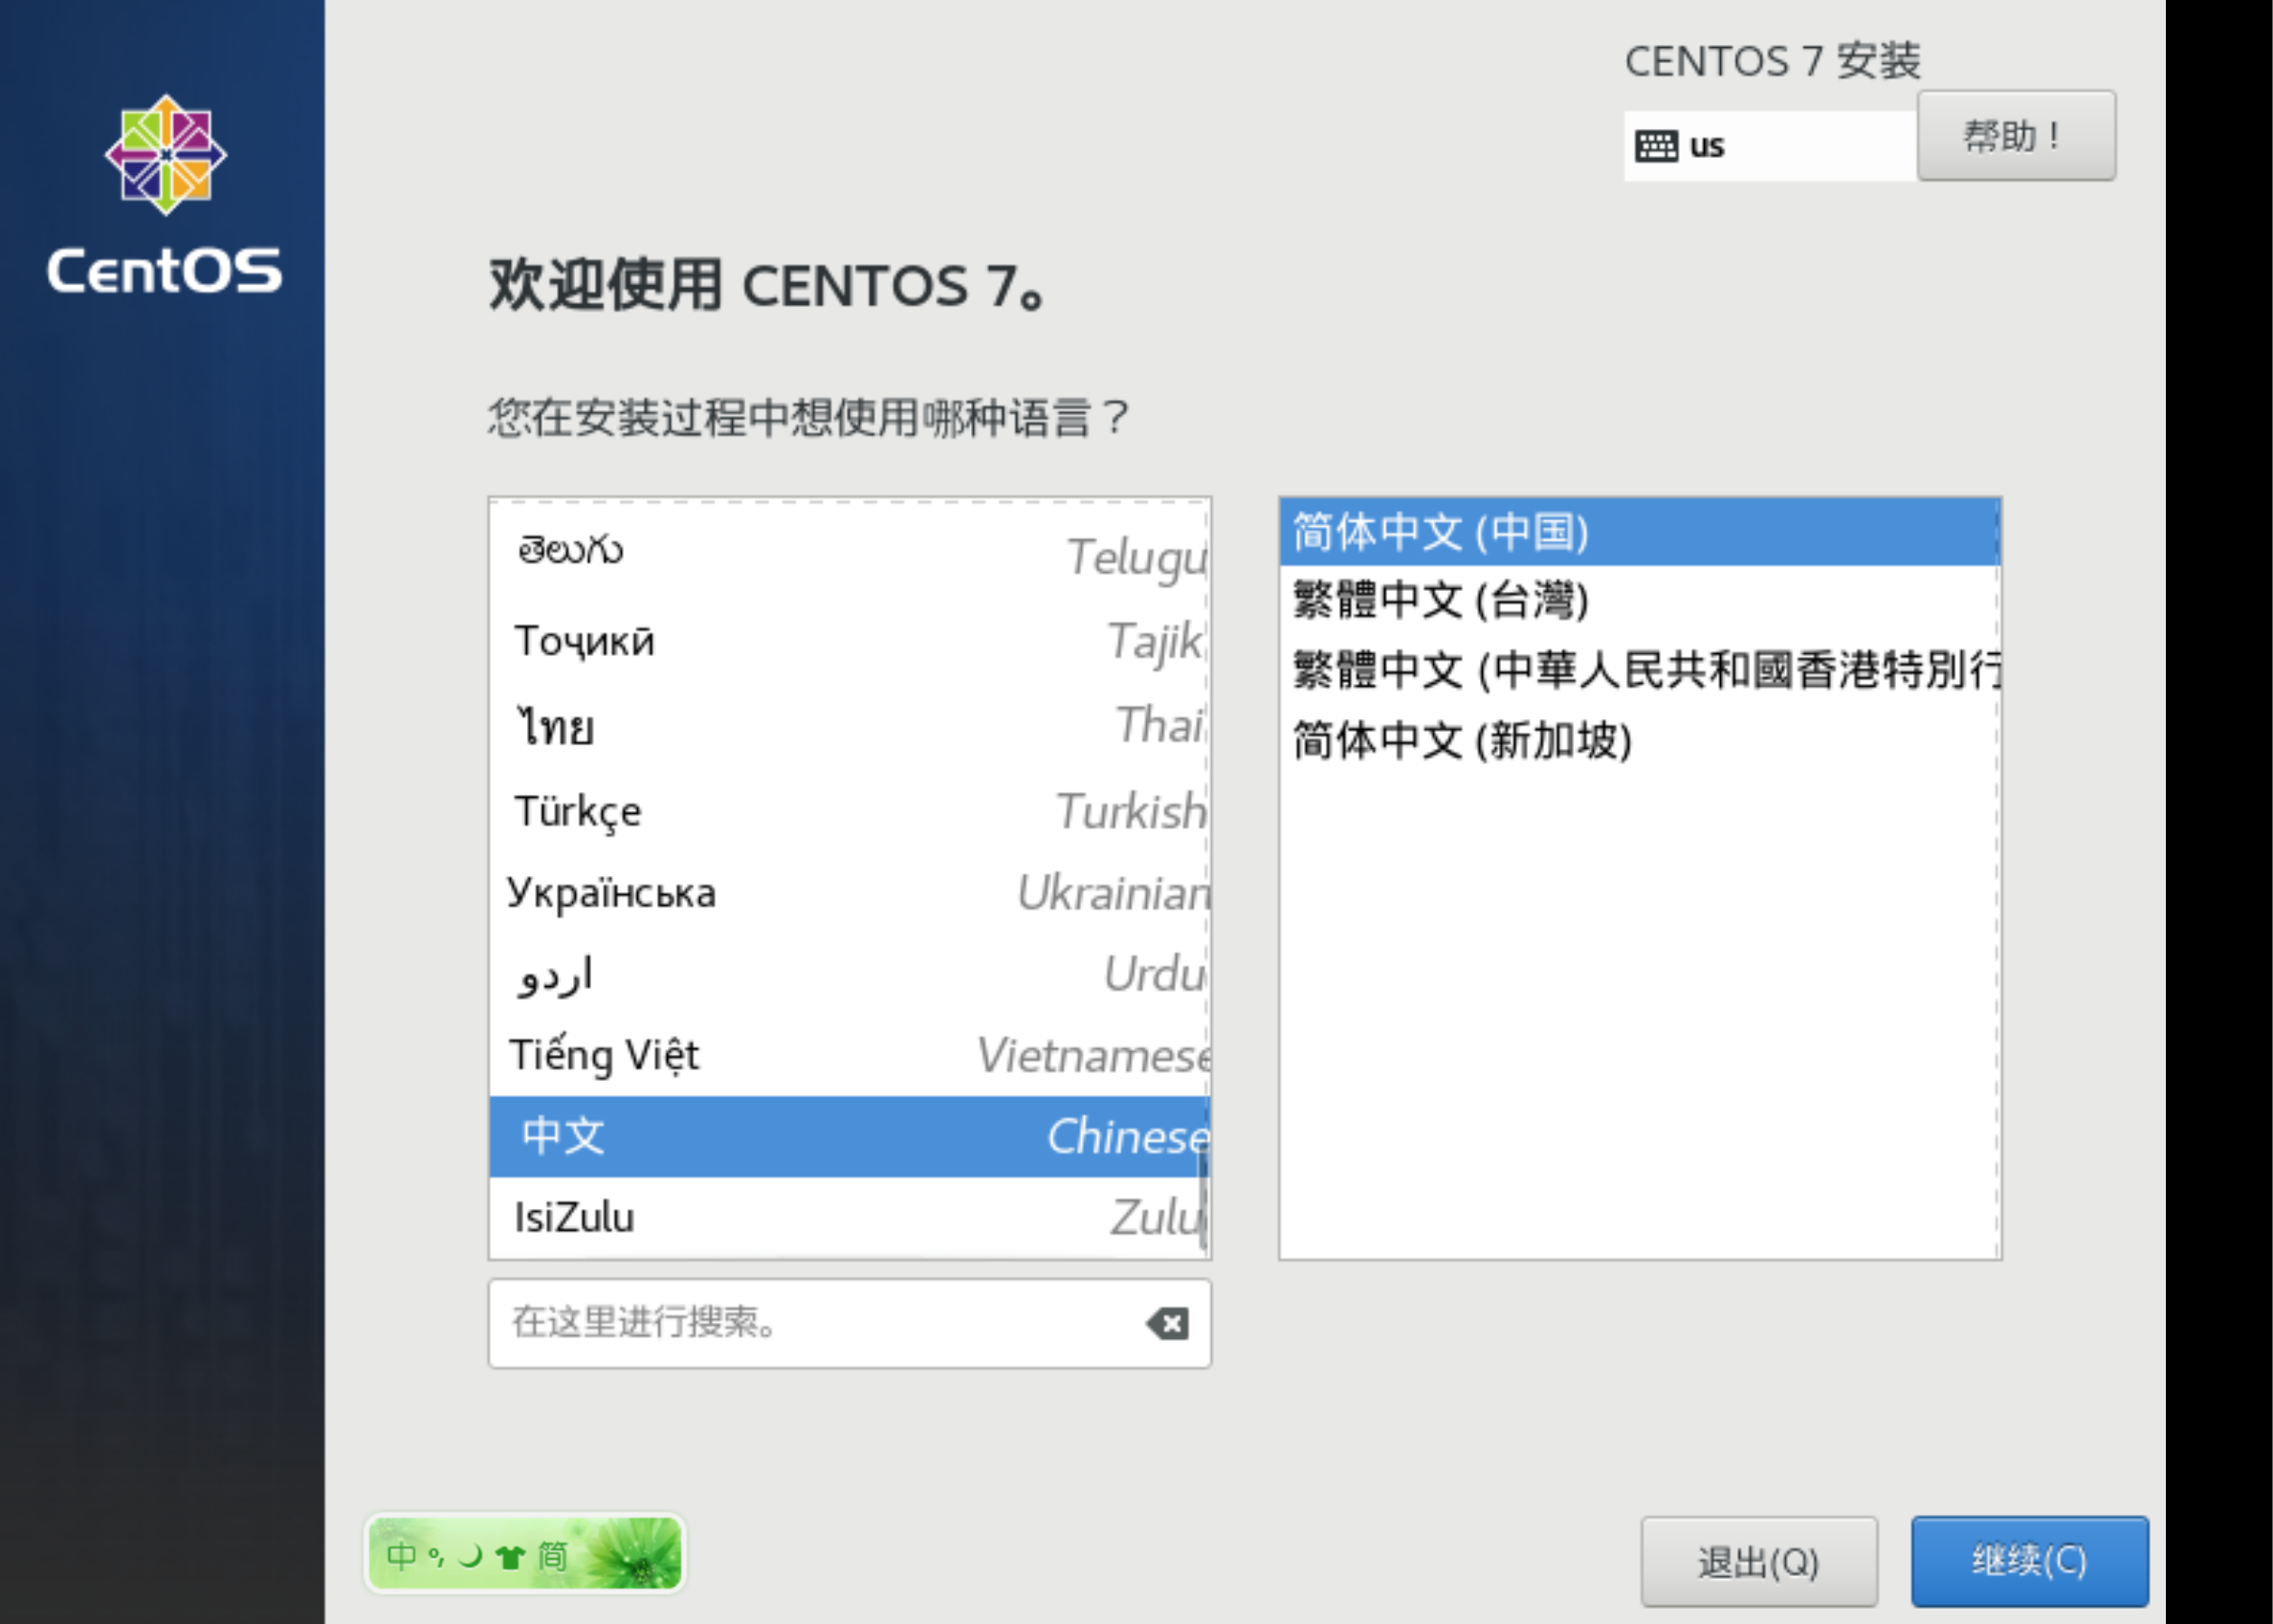 CENTOS 7 安装
us
帮助！
CentOS
欢迎使用 CENTOS 7。
您在安装过程中想使用哪种语言？
తెలుగు Telugu
Тоҷикӣ Tajik
ไทย Thai
Türkçe Turkish
Українська Ukrainian
اردو Urdu
Tiếng Việt Vietnamese
中文 Chinese
IsiZulu Zulu
简体中文 (中国)
繁體中文 (台灣)
繁體中文 (中華人民共和國香港特別行
简体中文 (新加坡)
在这里进行搜索。
中 °, 简
退出(Q)
继续(C)